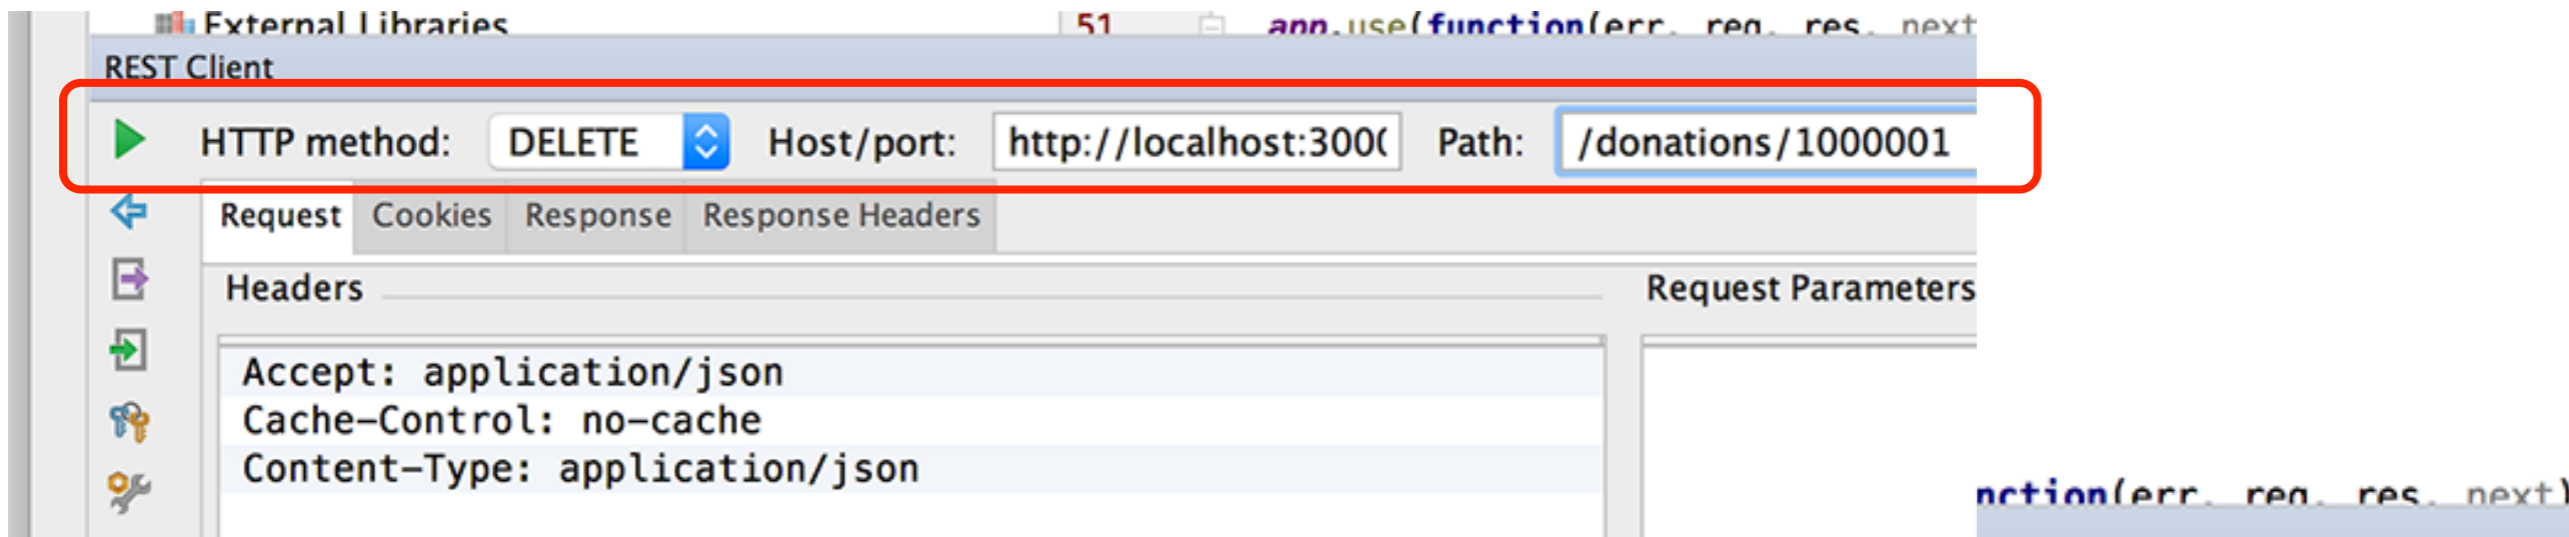 External Libraries
51 app.use(function(err, req, res, next
REST Client
HTTP method: DELETE Host/port: http://localhost:300( Path: /donations/1000001
Request Cookies Response Response Headers
Headers Request Parameters
Accept: application/json
Cache-Control: no-cache
Content-Type: application/json
nction(err, req, res, next)